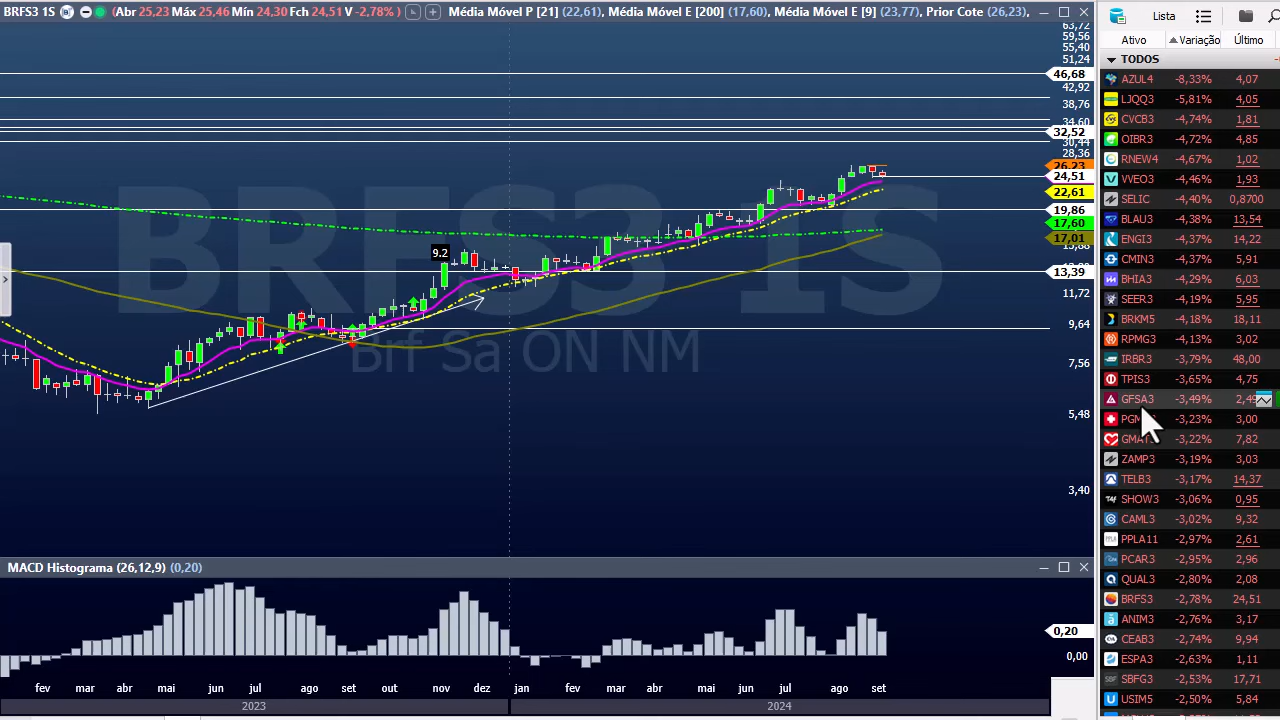 BRFS3 1S (Abr 25,23 Máx 25,46 Mín 24,30 Fch 24,51 V -2,78%) Média Móvel P [21] (22,61), Média Móvel E [200] (17,60), Média Móvel E [9] (23,77), Prior Cote (26,23),
63,72
59,56
55,40
51,24
46,68
42,92
38,76
34,60
32,52
30,44
28,36
26,23
24,51
22,61
19,86
17,60
17,01
13,88
13,39
11,72
9,64
7,56
5,48
3,40
BRFS3 1S
Brf Sa ON NM
9.2
MACD Histograma (26,12,9) (0,20)
0,20
0,00
fev mar abr mai jun jul ago set out nov dez jan fev mar abr mai jun jul ago set
2023 2024
Lista
Ativo Variação Último
TODOS
AZUL4 -8,33% 4,07
LJQQ3 -5,81% 4,05
CVCB3 -4,74% 1,81
OIBR3 -4,72% 4,85
RNEW4 -4,67% 1,02
VVEO3 -4,46% 1,93
SELIC -4,40% 0,8700
BLAU3 -4,38% 13,54
ENGI3 -4,37% 14,22
CMIN3 -4,37% 5,91
BHIA3 -4,29% 6,03
SEER3 -4,19% 5,95
BRKM5 -4,18% 18,11
RPMG3 -4,13% 3,02
IRBR3 -3,79% 48,00
TPIS3 -3,65% 4,75
GFSA3 -3,49% 2,49
-3,23% 3,00
-3,22% 7,82
ZAMP3 -3,19% 3,03
TELB3 -3,17% 14,37
SHOW3 -3,06% 0,95
CAML3 -3,02% 9,32
PPLA11 -2,97% 2,61
PCAR3 -2,95% 2,96
QUAL3 -2,80% 2,08
BRFS3 -2,78% 24,51
ANIM3 -2,76% 3,17
CEAB3 -2,74% 9,94
ESPA3 -2,63% 1,11
SBFG3 -2,53% 17,71
USIM5 -2,50% 5,84